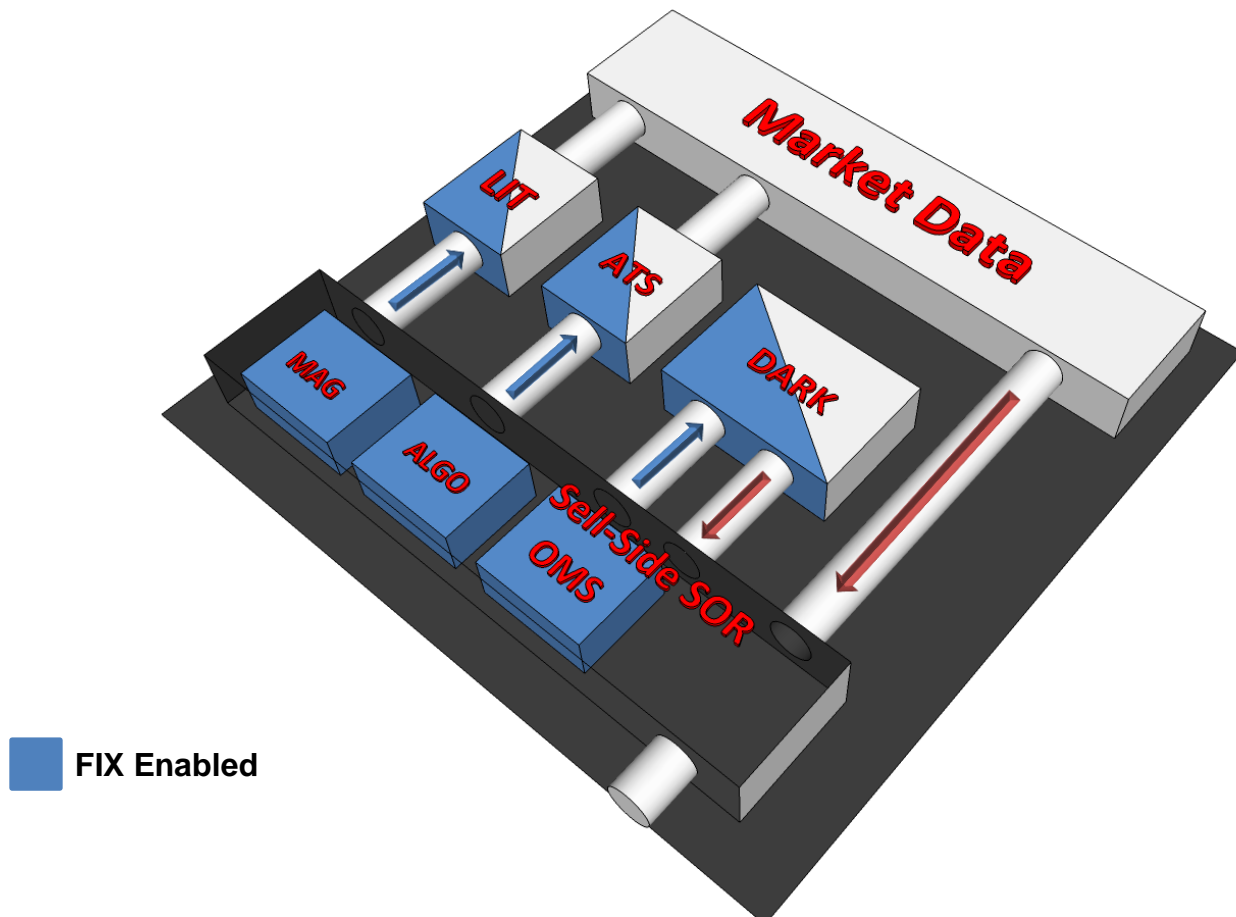 Market Data
LIT
ATS
DARK
MAG
ALGO
OMS
Sell-Side SOR
FIX Enabled